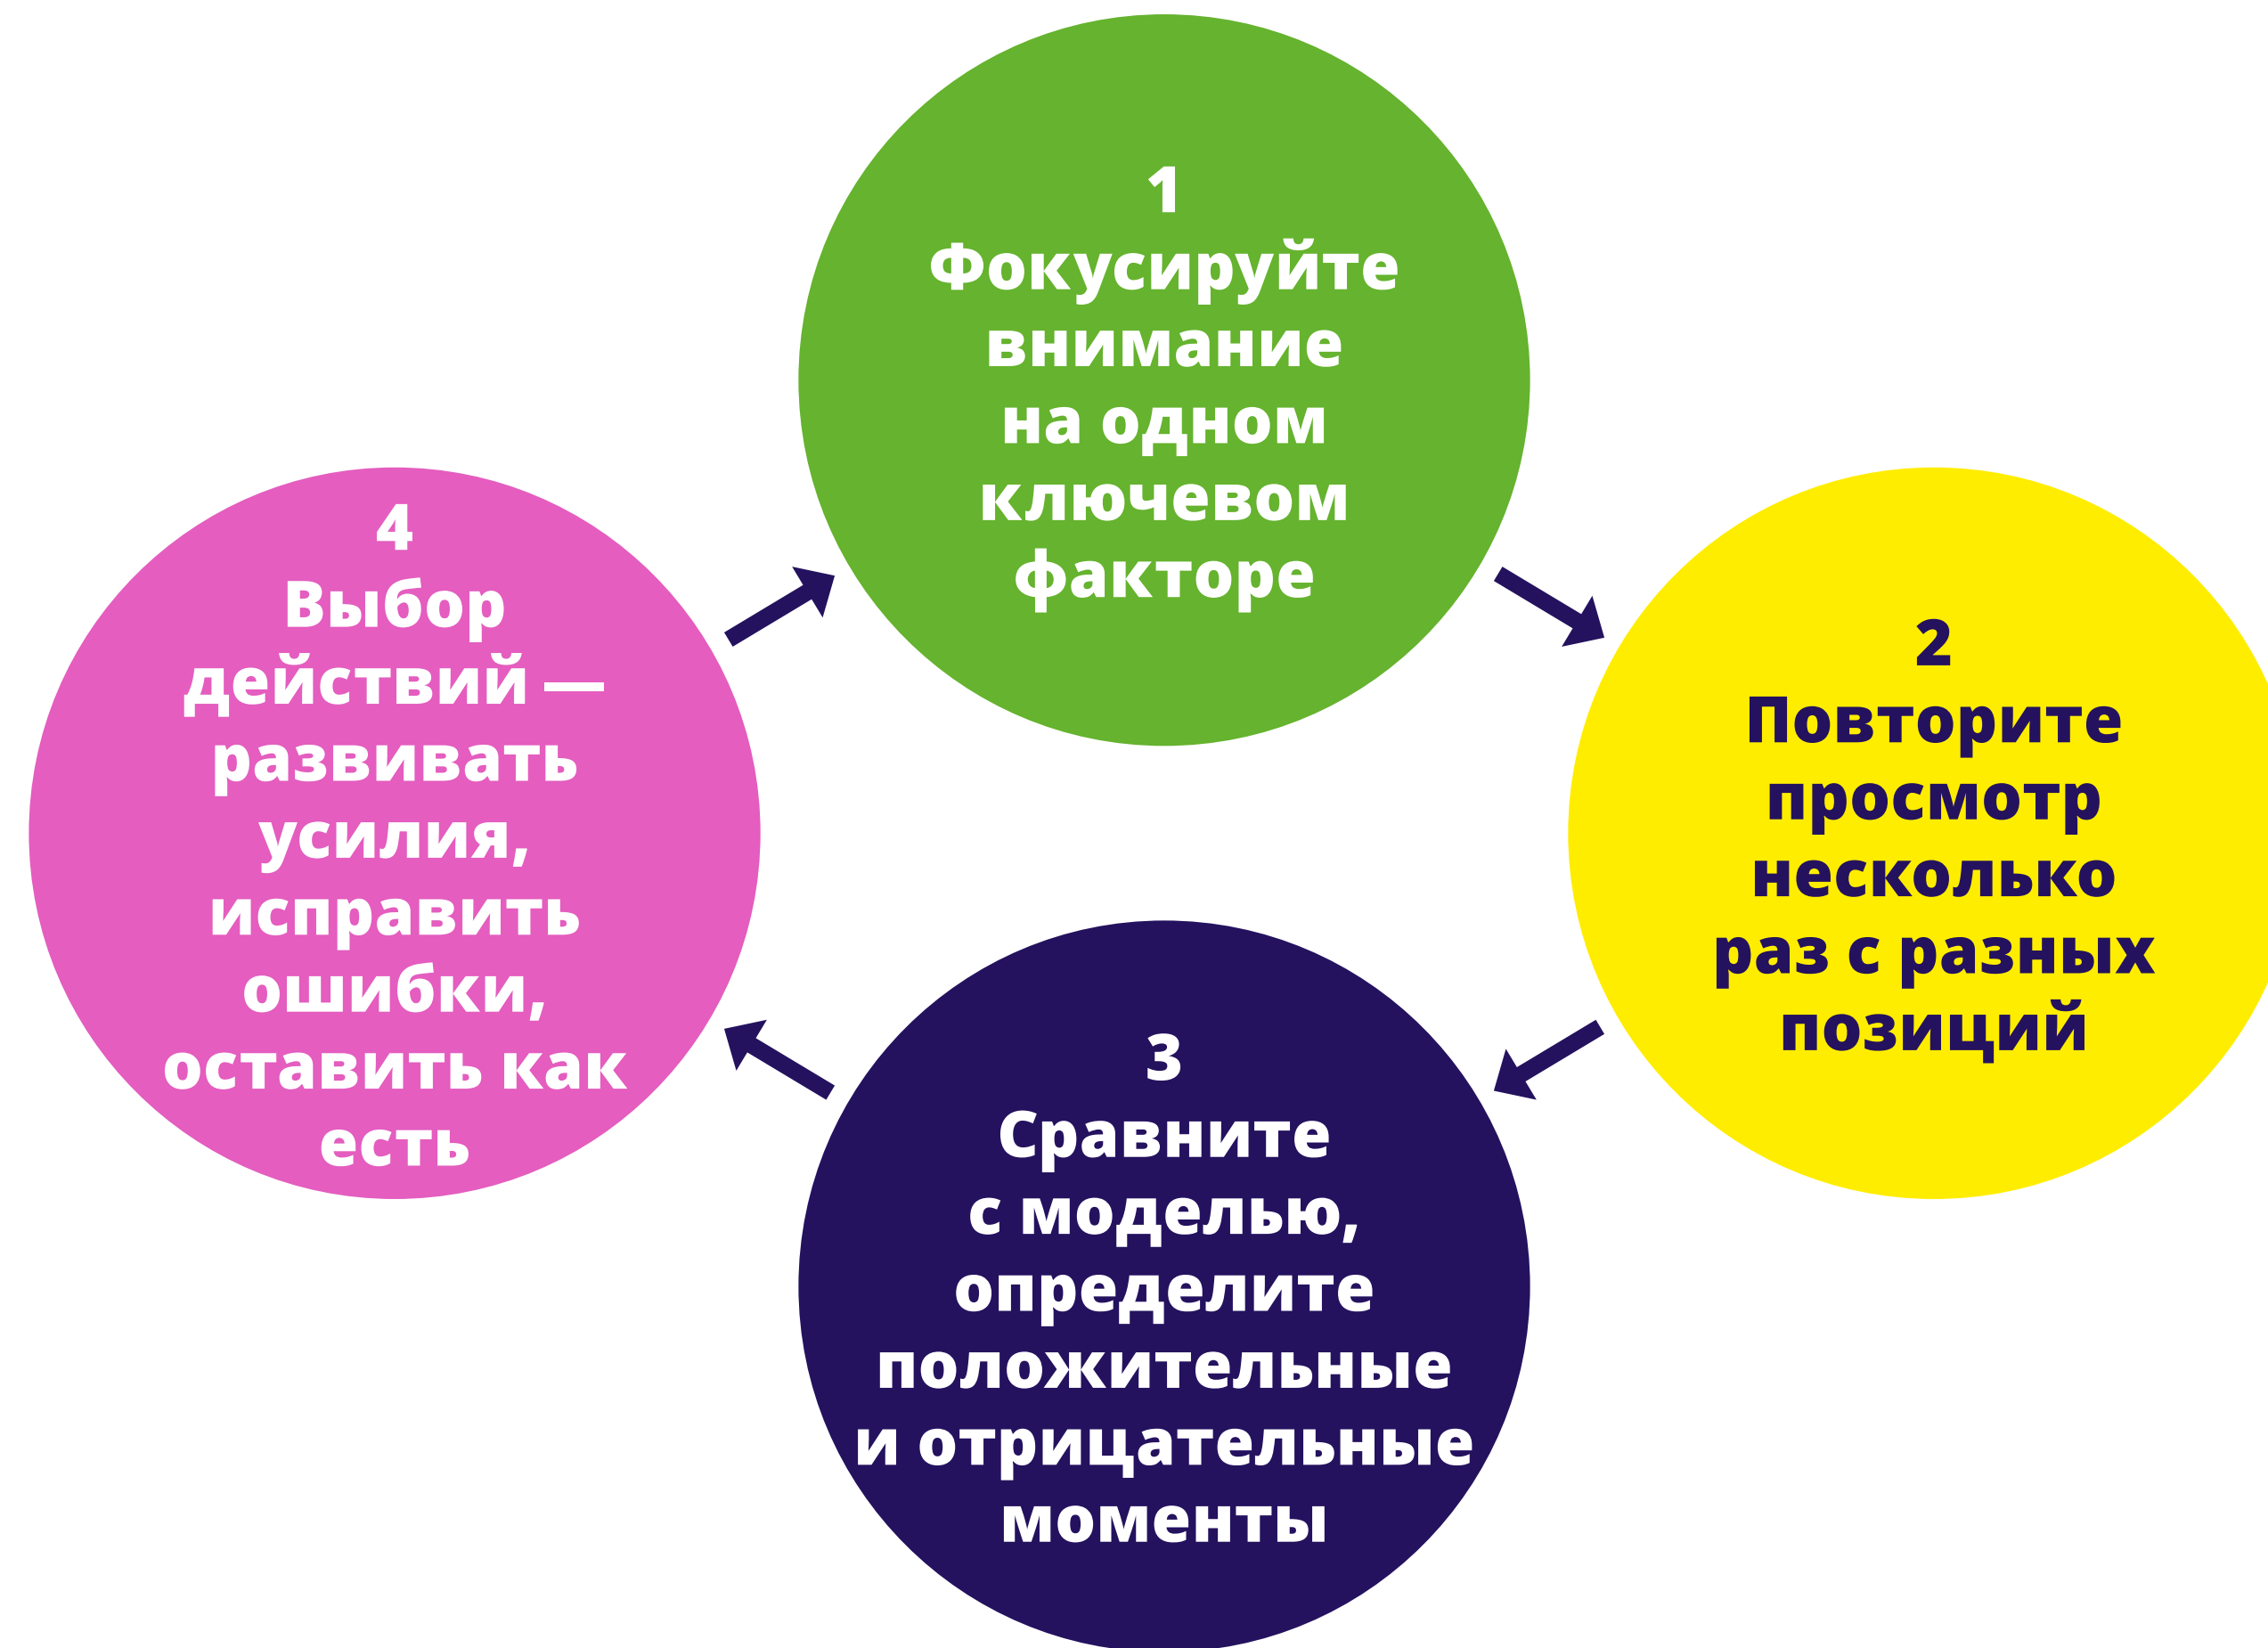 1
Фокусируйте
внимание
на одном
ключевом
факторе
2
Повторите
просмотр
несколько
раз с разных
позиций
3
Сравните
с моделью,
определите
положительные
и отрицательные
моменты
4
Выбор
действий —
развивать
усилия,
исправить
ошибки,
оставить как
есть